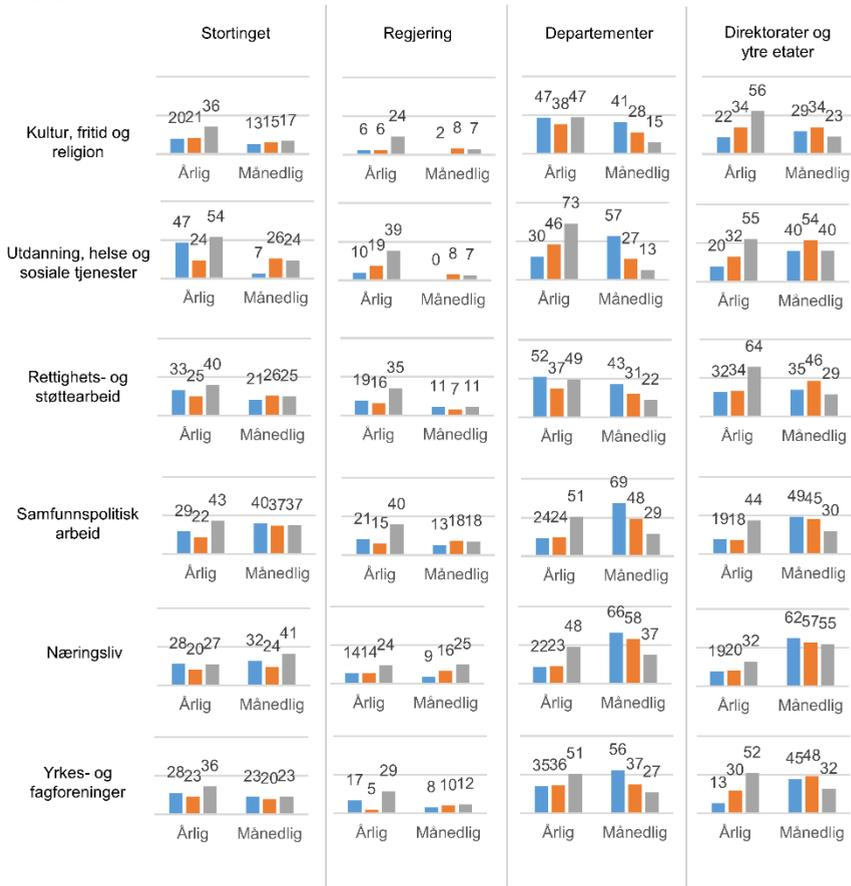 Stortinget
Regjering
Departementer
Direktorater og
ytre etater
Kultur, fritid og
religion
20 21 36 13 15 17
Årlig Månedlig
6 6 24 2 8 7
Årlig Månedlig
47 38 47 41 28 15
Årlig Månedlig
22 34 56 29 34 23
Årlig Månedlig
Utdanning, helse og
sosiale tjenester
47 24 54 7 26 24
Årlig Månedlig
10 19 39 0 8 7
Årlig Månedlig
30 46 73 57 27 13
Årlig Månedlig
20 32 55 40 54 40
Årlig Månedlig
Rettighets- og
støttearbeid
33 25 40 21 26 25
Årlig Månedlig
19 16 35 11 7 11
Årlig Månedlig
52 37 49 43 31 22
Årlig Månedlig
32 34 64 35 46 29
Årlig Månedlig
Samfunnspolitisk
arbeid
29 22 43 40 37 37
Årlig Månedlig
21 15 40 13 18 18
Årlig Månedlig
24 24 51 69 48 29
Årlig Månedlig
19 18 44 49 45 30
Årlig Månedlig
Næringsliv
28 20 27 32 24 41
Årlig Månedlig
14 14 24 9 16 25
Årlig Månedlig
22 23 48 66 58 37
Årlig Månedlig
19 20 32 62 57 55
Årlig Månedlig
Yrkes- og
fagforeninger
28 23 36 23 20 23
Årlig Månedlig
17 5 29 8 10 12
Årlig Månedlig
35 36 51 56 37 27
Årlig Månedlig
13 30 52 45 48 32
Årlig Månedlig